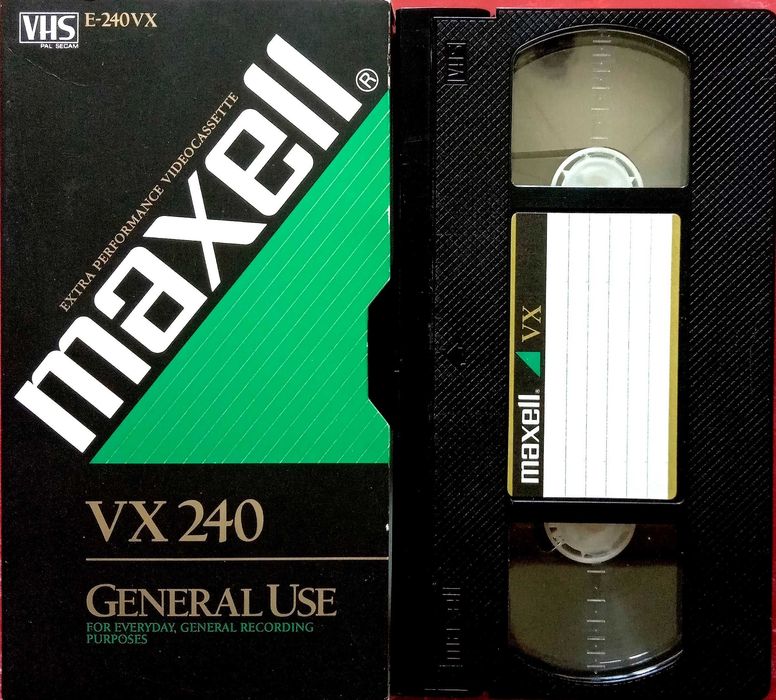 VHS E-240VX
PAL SECAM
EXTRA PERFORMANCE VIDEOCASSETTE
maxell®
VX 240
GENERAL USE
FOR EVERYDAY, GENERAL RECORDING
PURPOSES
VHS
maxell® VX
maxell